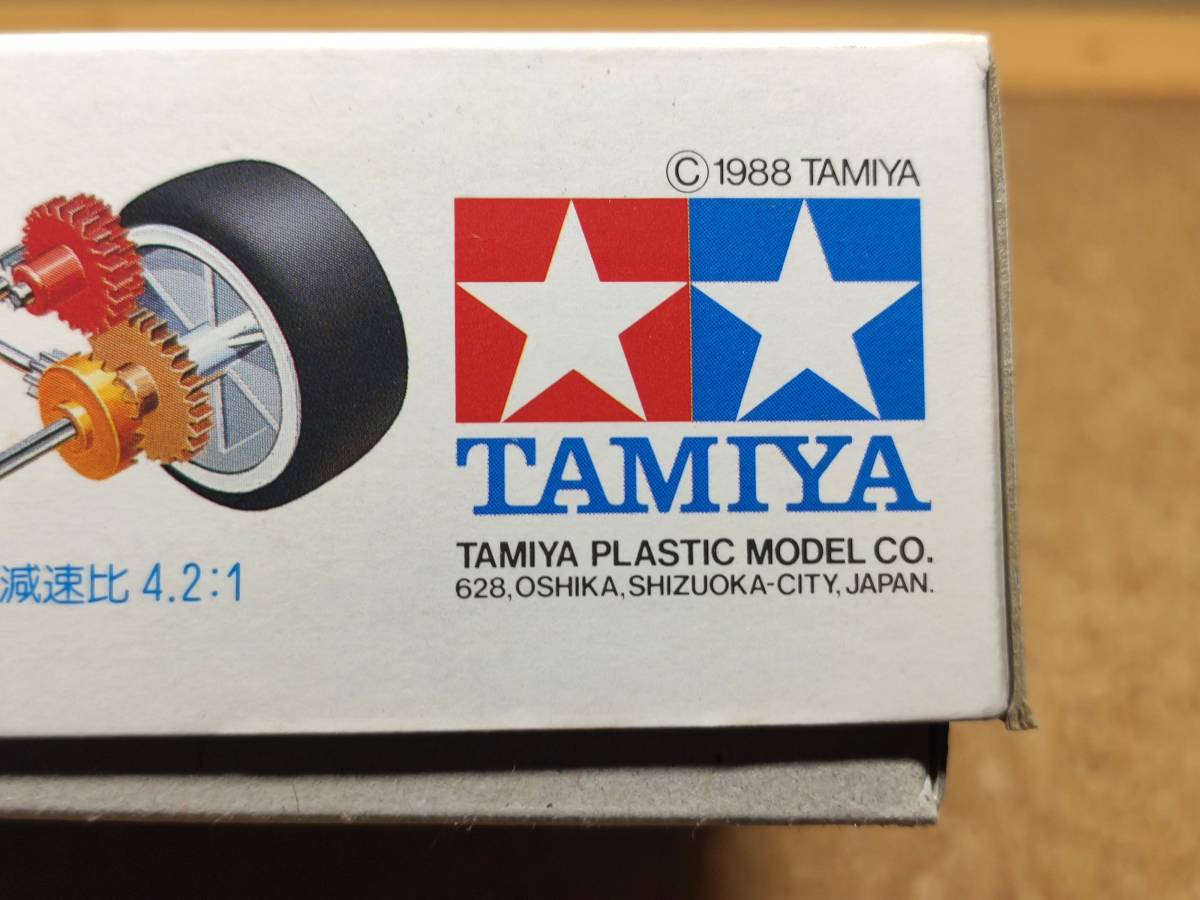 ©1988 TAMIYA
TAMIYA
TAMIYA PLASTIC MODEL CO.
628, OSHIKA, SHIZUOKA-CITY, JAPAN.
減速比 4.2:1